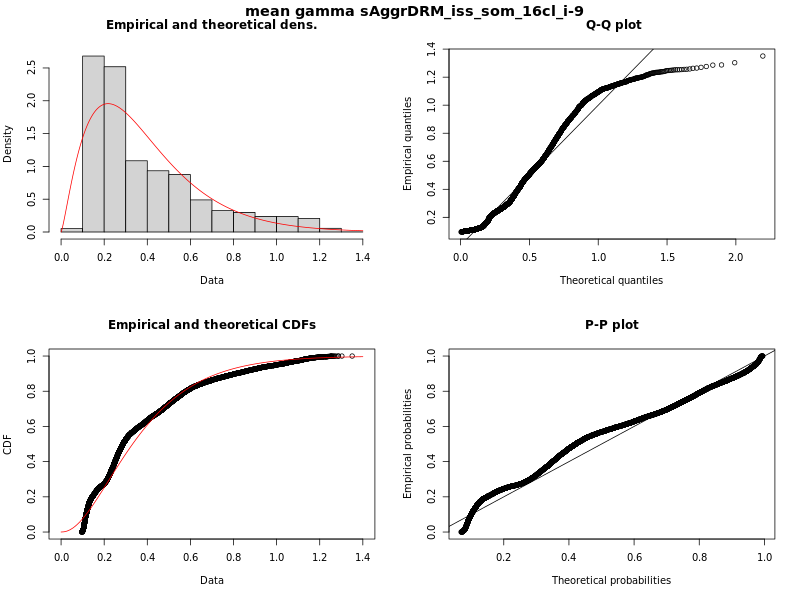 mean gamma sAggrDRM_iss_som_16cl_i-9
Empirical and theoretical dens.
Density
0.0 0.5 1.0 1.5 2.0 2.5
0.0 0.2 0.4 0.6 0.8 1.0 1.2 1.4
Data
Q-Q plot
Empirical quantiles
0.2 0.4 0.6 0.8 1.0 1.2 1.4
0.0 0.5 1.0 1.5 2.0
Theoretical quantiles
Empirical and theoretical CDFs
CDF
0.0 0.2 0.4 0.6 0.8 1.0
0.0 0.2 0.4 0.6 0.8 1.0 1.2 1.4
Data
P-P plot
Empirical probabilities
0.0 0.2 0.4 0.6 0.8 1.0
0.2 0.4 0.6 0.8 1.0
Theoretical probabilities